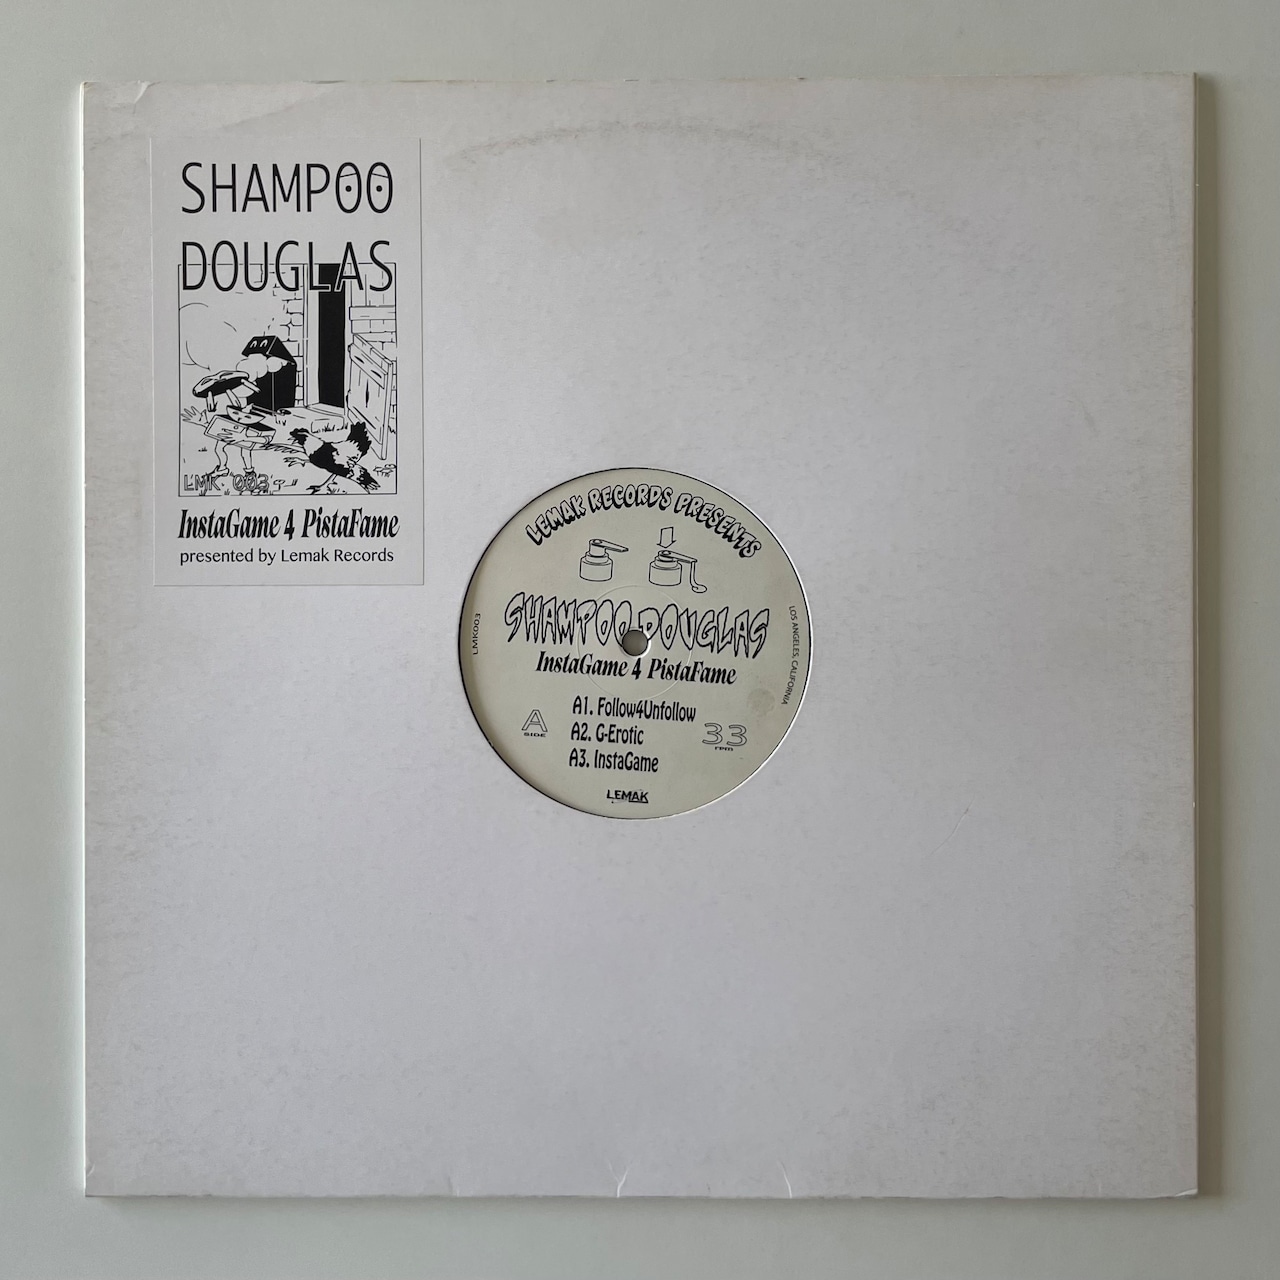 SHAMPOO
DOUGLAS
LMK 003
InstaGame 4 PistaFame
presented by Lemak Records
LEMAK RECORDS PRESENTS
SHAMPOO DOUGLAS
InstaGame 4 PistaFame
LMK003
LOS ANGELES, CALIFORNIA
A1. Follow4Unfollow
A2. G-Erotic
A3. InstaGame
A
SIDE
33
rpm
LEMAK